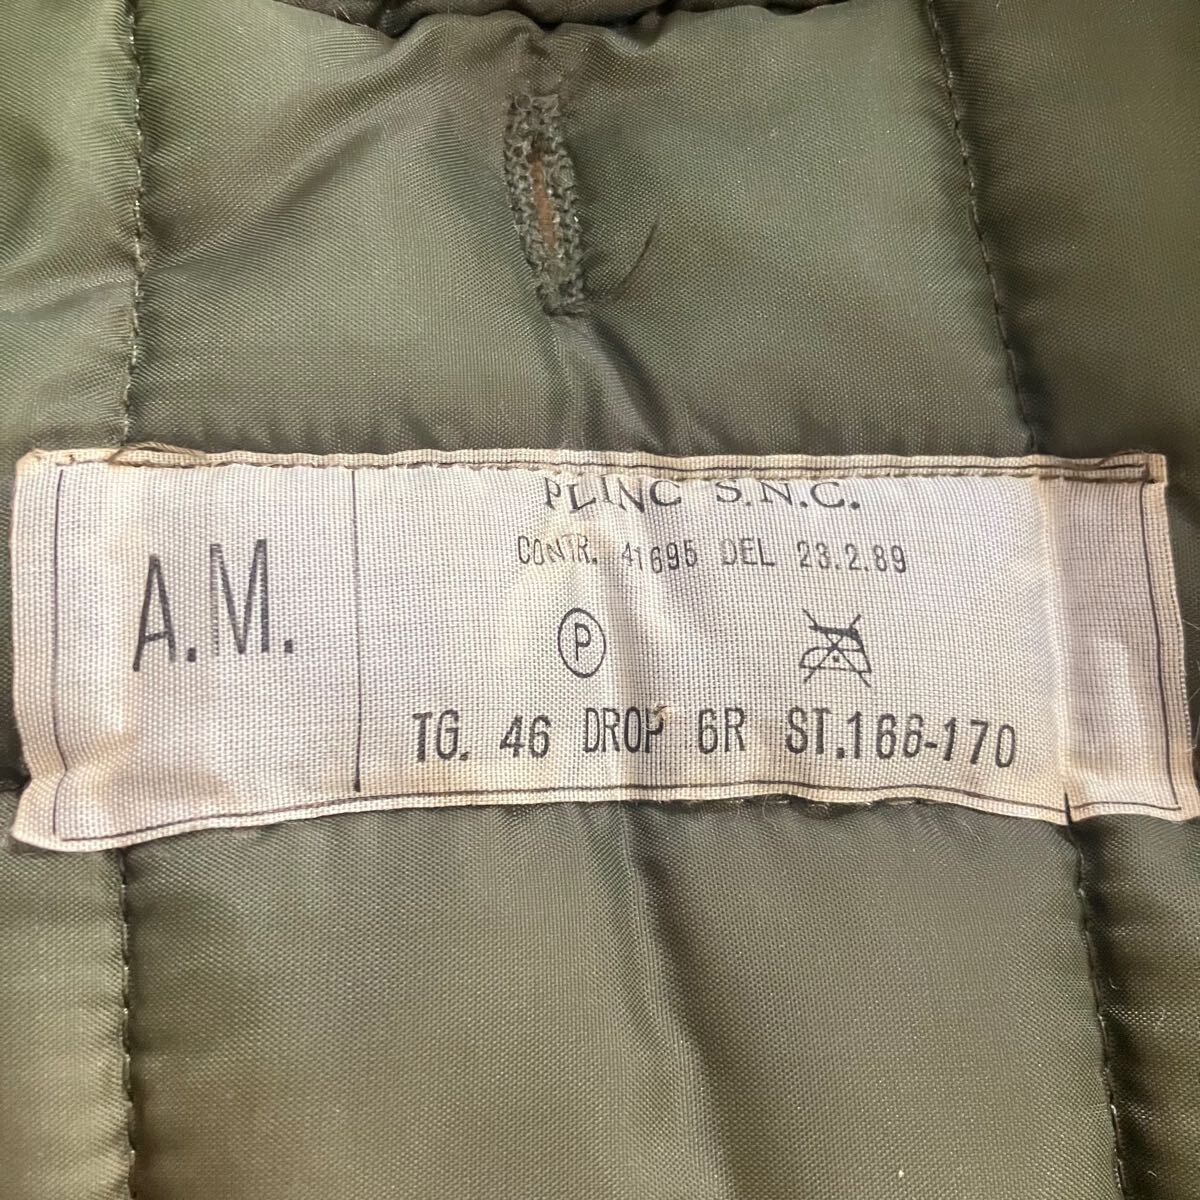 A.M.
PLINC S.N.C.
CONTR. 41695 DEL 23.2.89
P
TG. 46 DROP 6R ST.166-170